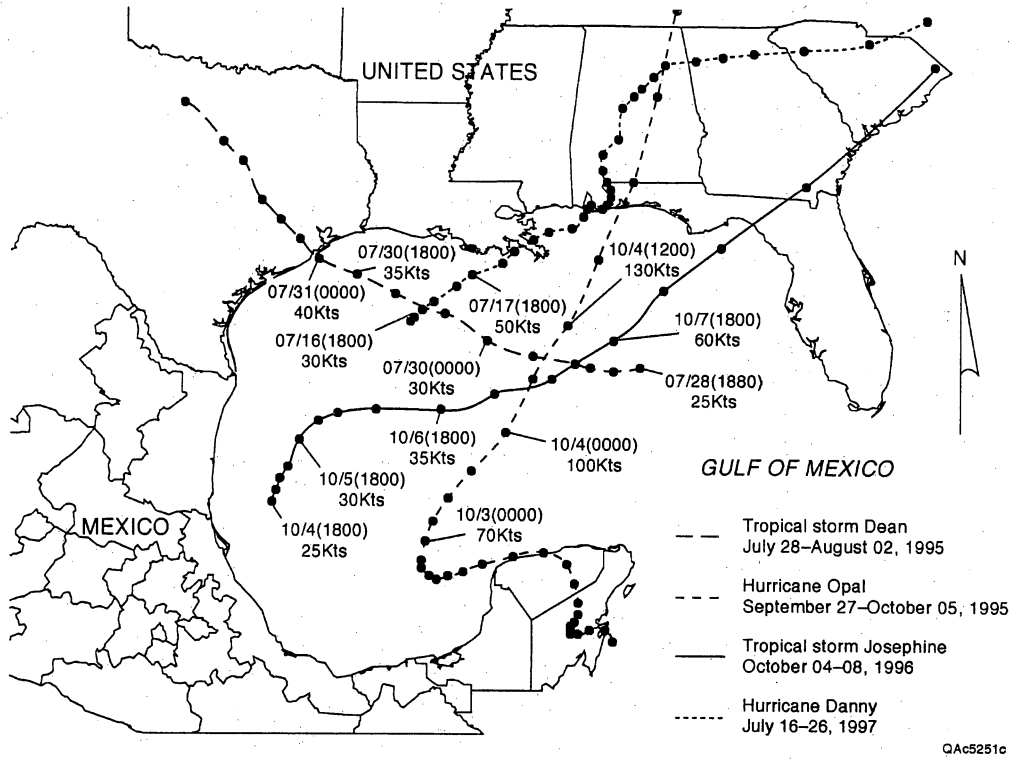 UNITED STATES
07/30(1800)
35Kts
10/4(1200)
130Kts
N
07/31(0000)
40Kts
07/17(1800)
50Kts
10/7(1800)
60Kts
07/16(1800)
30Kts
07/30(0000)
30Kts
07/28(1880)
25Kts
10/6(1800)
35Kts
10/4(0000)
100Kts
GULF OF MEXICO
10/5(1800)
30Kts
10/3(0000)
70Kts
MEXICO
10/4(1800)
25Kts
Tropical storm Dean
July 28–August 02, 1995
Hurricane Opal
September 27–October 05, 1995
Tropical storm Josephine
October 04–08, 1996
Hurricane Danny
July 16–26, 1997
QAc5251c